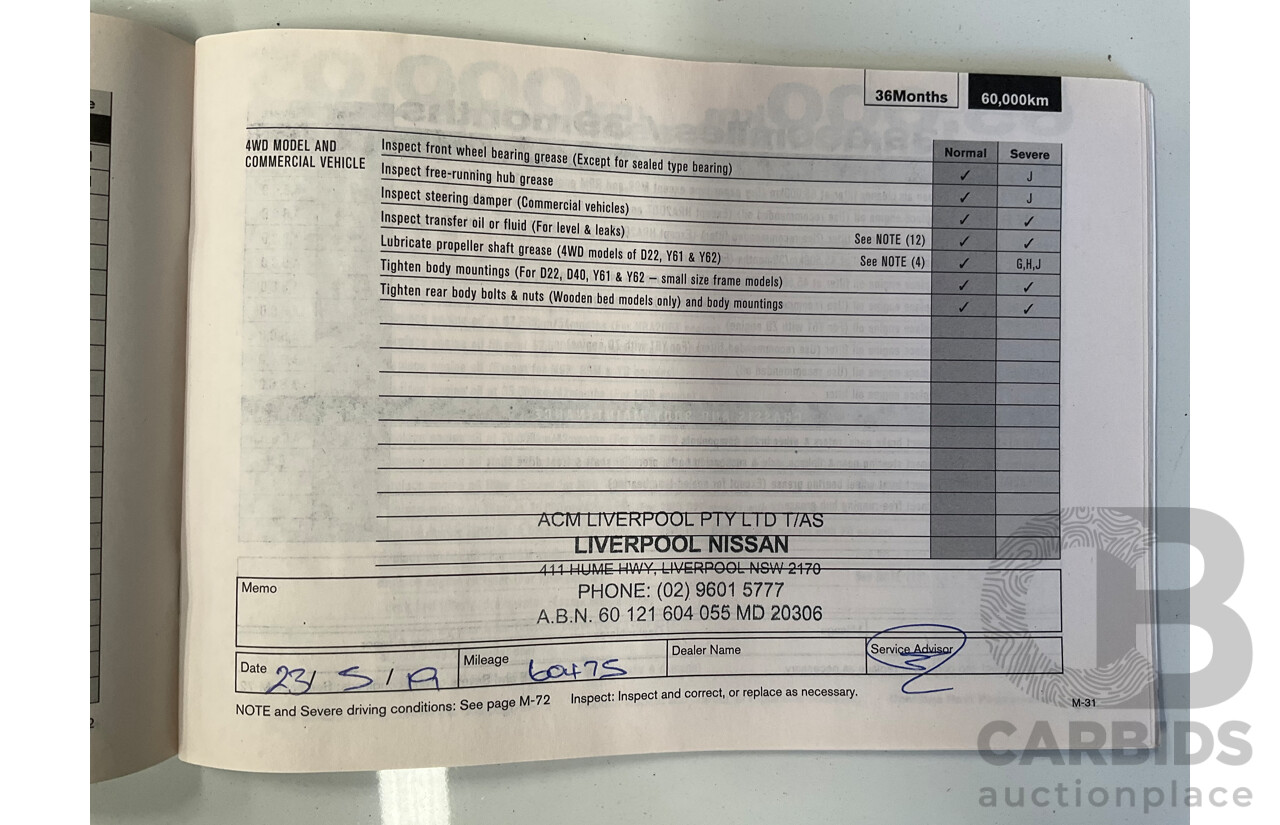 36Months 60,000km
Normal Severe
4WD MODEL AND
COMMERCIAL VEHICLE
Inspect front wheel bearing grease (Except for sealed type bearing) ✓ J
Inspect free-running hub grease ✓ J
Inspect steering damper (Commercial vehicles) ✓ ✓
Inspect transfer oil or fluid (For level & leaks) See NOTE (12) ✓ ✓
Lubricate propeller shaft grease (4WD models of D22, Y61 & Y62) See NOTE (4) ✓ G,H,J
Tighten body mountings (For D22, D40, Y61 & Y62 – small size frame models) ✓ ✓
Tighten rear body bolts & nuts (Wooden bed models only) and body mountings ✓ ✓
ACM LIVERPOOL PTY LTD T/AS
LIVERPOOL NISSAN
411 HUME HWY, LIVERPOOL NSW 2170
Memo
PHONE: (02) 9601 5777
A.B.N. 60 121 604 055 MD 20306
Date 23/ 5 / 19 Mileage 60475 Dealer Name Service Advisor
NOTE and Severe driving conditions: See page M-72 Inspect: Inspect and correct, or replace as necessary.
M-31
CARBIDS
auctionplace